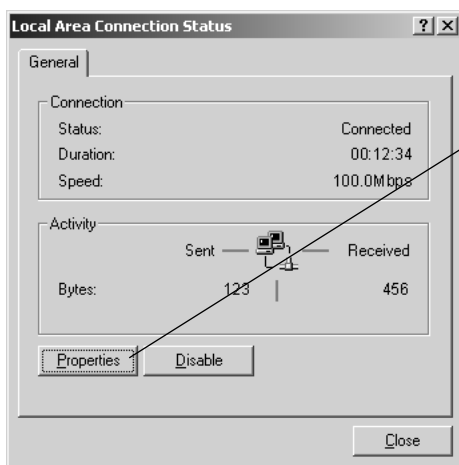 Local Area Connection Status ? X
General
Connection
Status: Connected
Duration: 00:12:34
Speed: 100.0Mbps
Activity
Sent Received
Bytes: 123 456
Properties Disable
Close